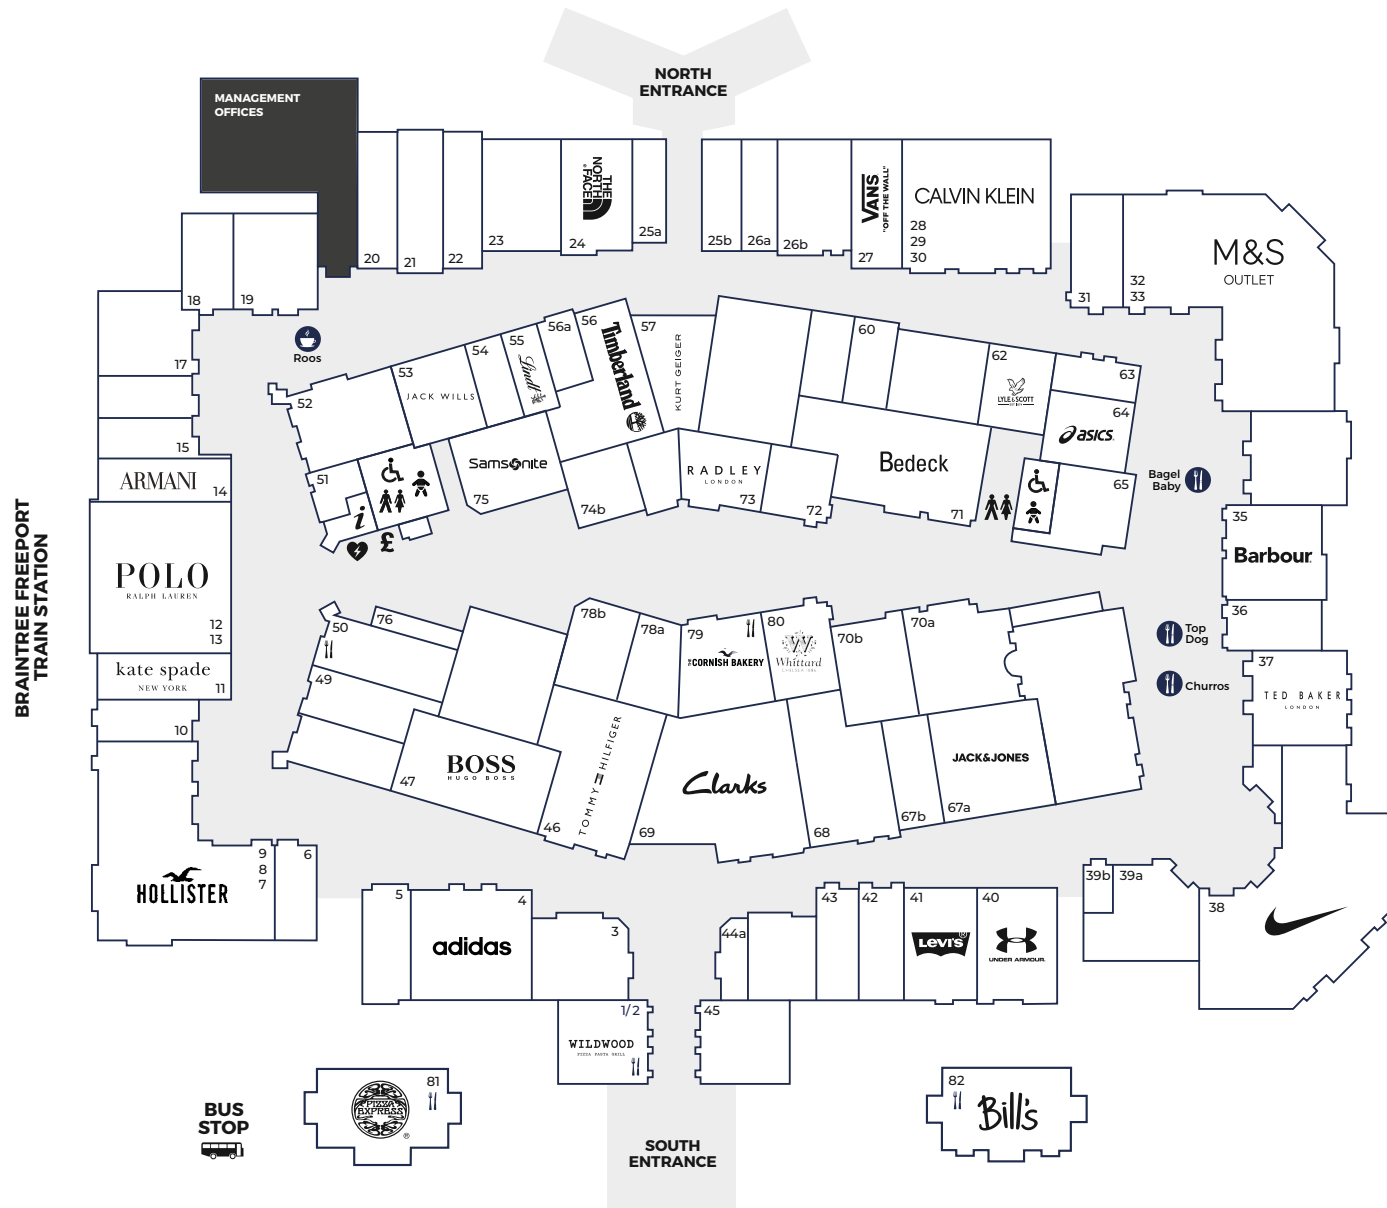 NORTH
ENTRANCE
MANAGEMENT
OFFICES
20
21
22
23
THE
NORTH
FACE®
24
25a
25b
26a
26b
VANS
"OFF THE WALL"
27
CALVIN KLEIN
28
29
30
31
32
33
M&S
OUTLET
18
19
17
15
Roos
ARMANI
14
POLO
RALPH LAUREN
12
13
kate spade
NEW YORK
11
10
BRAINTREE FREEPORT
TRAIN STATION
52
53
JACK WILLS
54
55
Lindt
56a
56
Timberland
57
KURT GEIGER
60
62
LYLE & SCOTT
63
64
asics
65
51
i
£
Samsonite
75
74b
RADLEY
LONDON
73
72
Bedeck
71
Bagel
Baby
35
Barbour
36
Top
Dog
Churros
37
TED BAKER
LONDON
50
76
49
47
BOSS
HUGO BOSS
78b
78a
79
THE CORNISH BAKERY
80
W
Whittard
70b
70a
46
TOMMY HILFIGER
69
Clarks
68
67b
67a
JACK&JONES
9
8
7
HOLLISTER
6
5
4
adidas
3
1/2
WILDWOOD
PIZZA PASTA GRILL
44a
43
42
41
LEVI'S®
40
UNDER ARMOUR
39b
39a
38
45
BUS
STOP
81
PIZZA
EXPRESS
®
SOUTH
ENTRANCE
82
Bill's